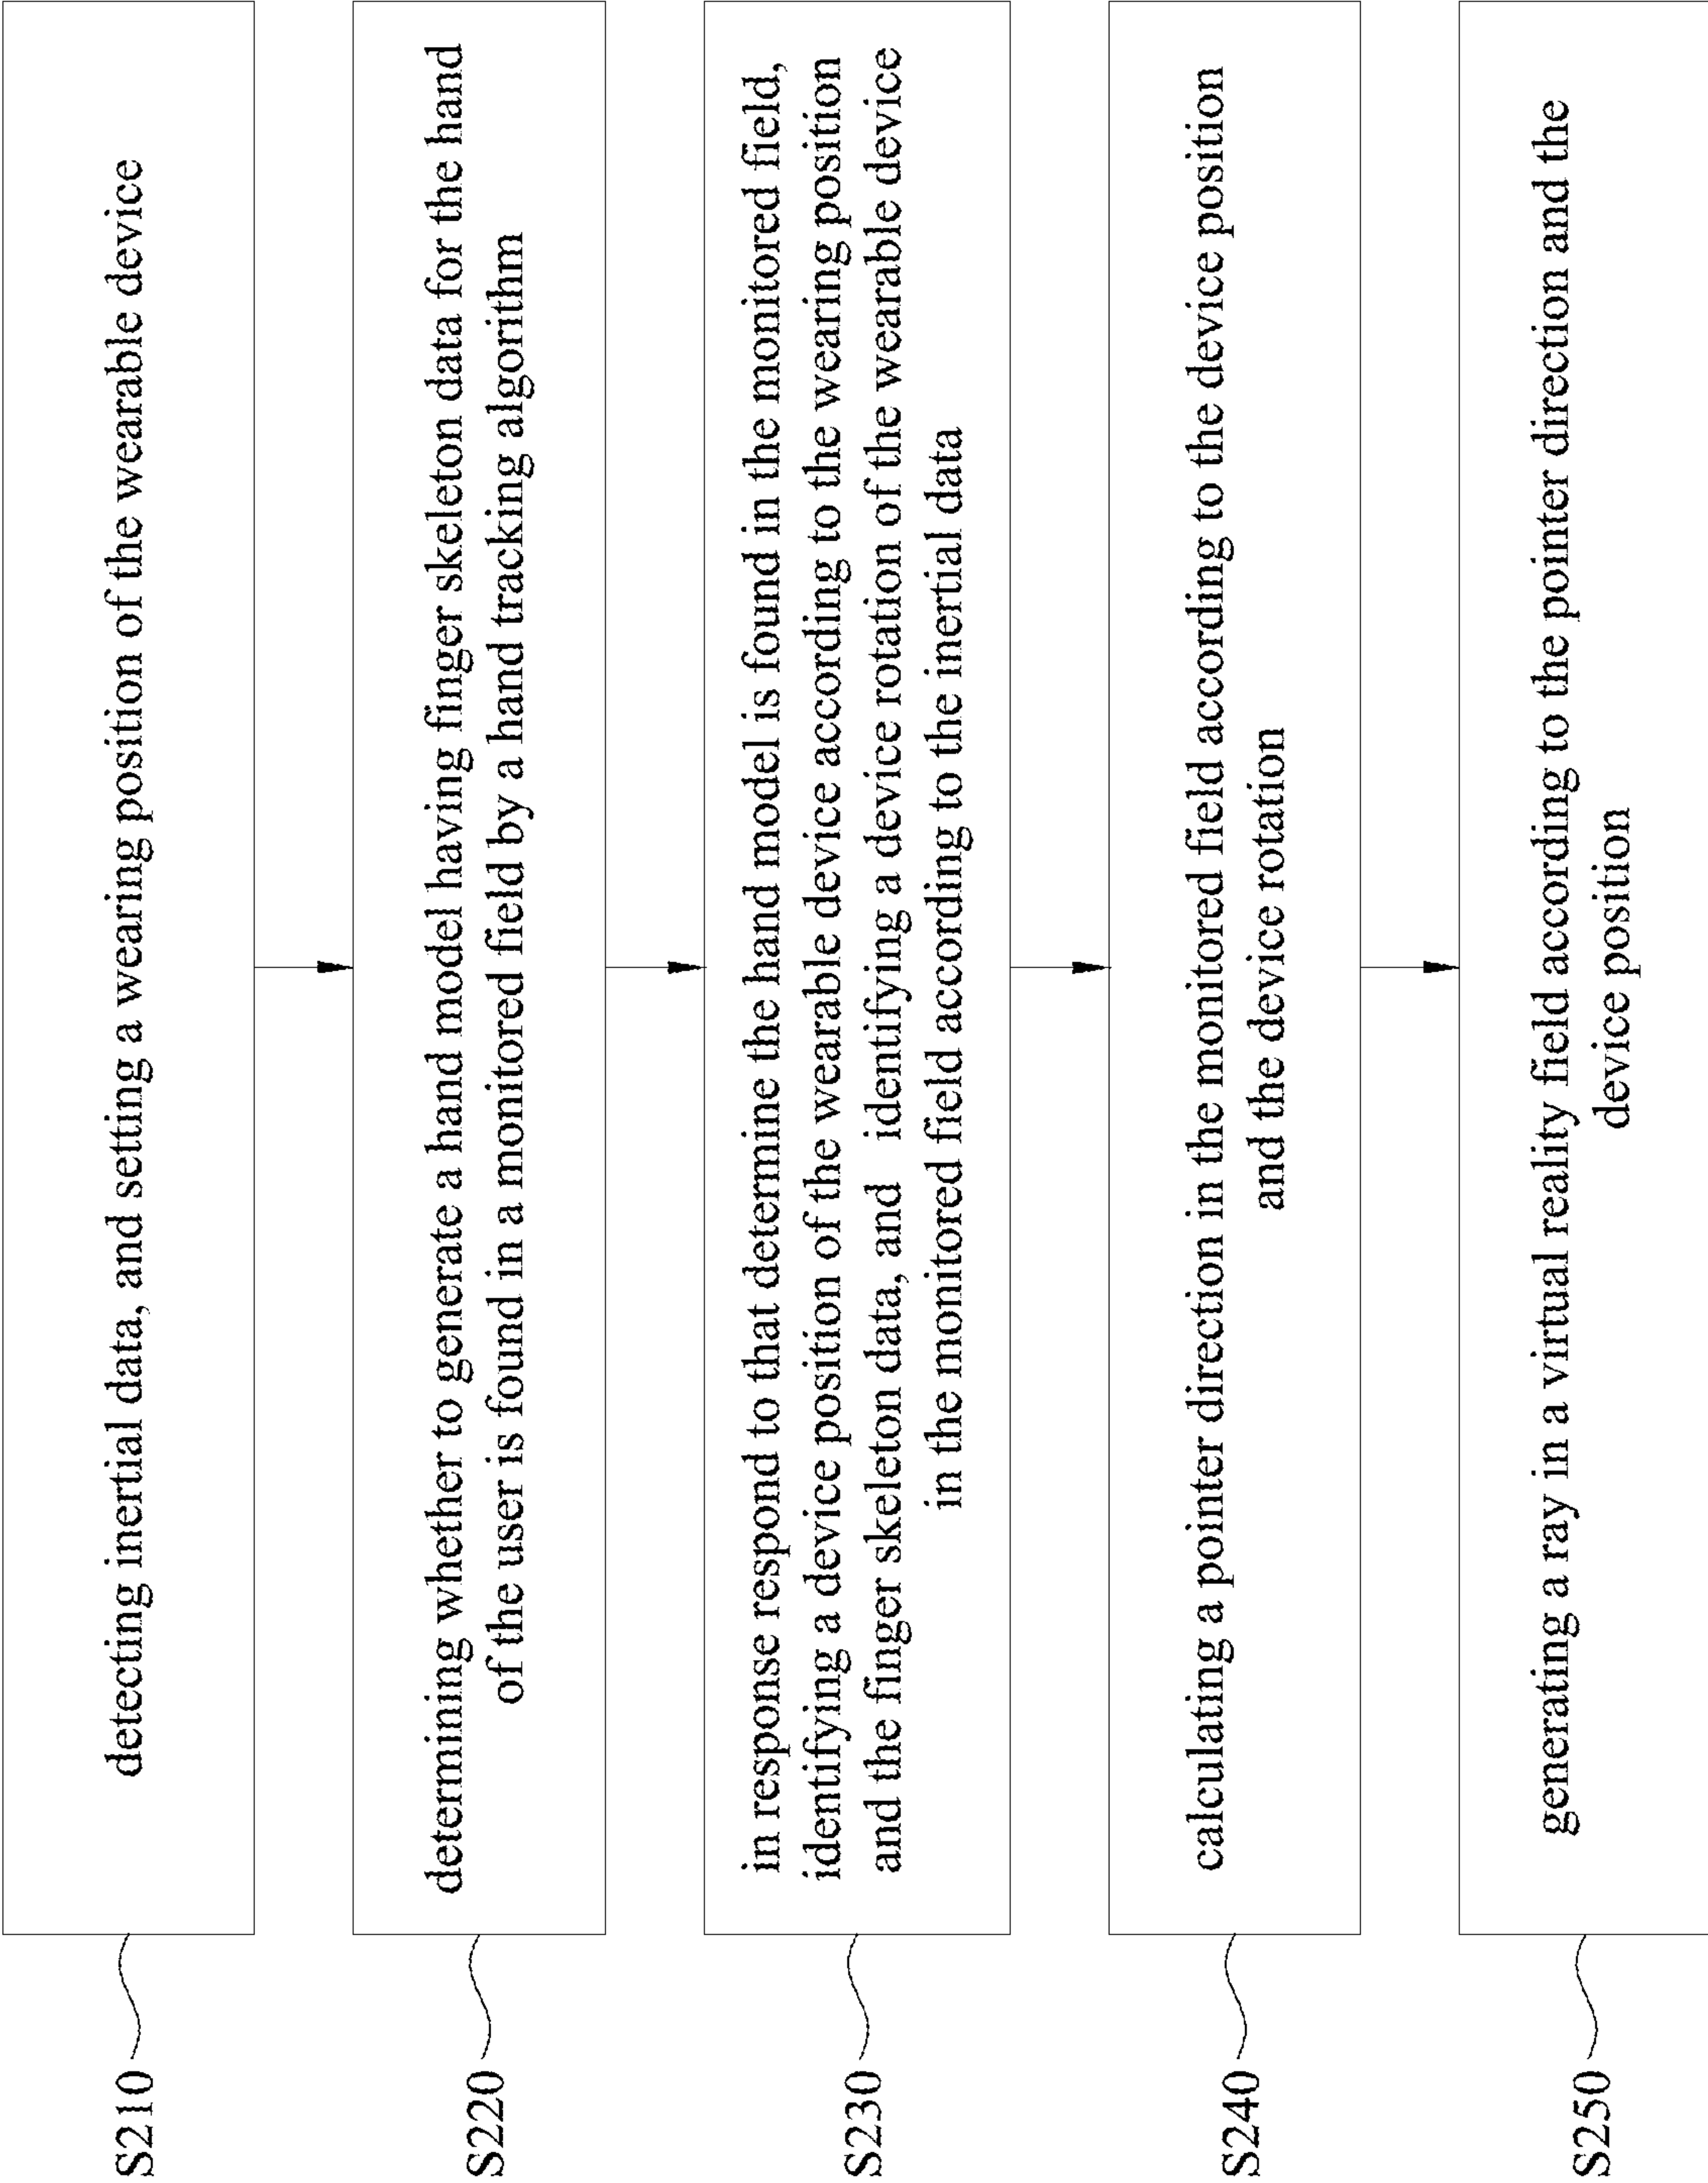 S210
detecting inertial data, and setting a wearing position of the wearable device
S220
determining whether to generate a hand model having finger skeleton data for the hand
of the user is found in a monitored field by a hand tracking algorithm
S230
in response respond to that determine the hand model is found in the monitored field,
identifying a device position of the wearable device according to the wearing position
and the finger skeleton data, and identifying a device rotation of the wearable device
in the monitored field according to the inertial data
S240
calculating a pointer direction in the monitored field according to the device position
and the device rotation
S250
generating a ray in a virtual reality field according to the pointer direction and the
device position